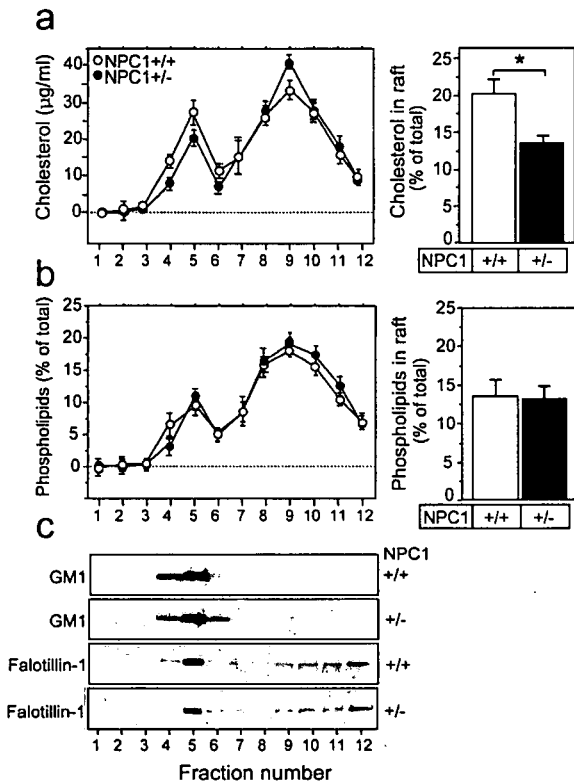 a
NPC1+/+
NPC1+/-
Cholesterol (µg/ml)
40
30
20
10
0
1 2 3 4 5 6 7 8 9 10 11 12
*
Cholesterol in raft
(% of total)
25
20
15
10
5
0
NPC1 +/+ +/-
b
Phospholipids (% of total)
25
20
15
10
5
0
1 2 3 4 5 6 7 8 9 10 11 12
Phospholipids in raft
(% of total)
25
20
15
10
5
0
NPC1 +/+ +/-
c
NPC1
GM1 +/+
GM1 +/-
Falotillin-1 +/+
Falotillin-1 +/-
1 2 3 4 5 6 7 8 9 10 11 12
Fraction number